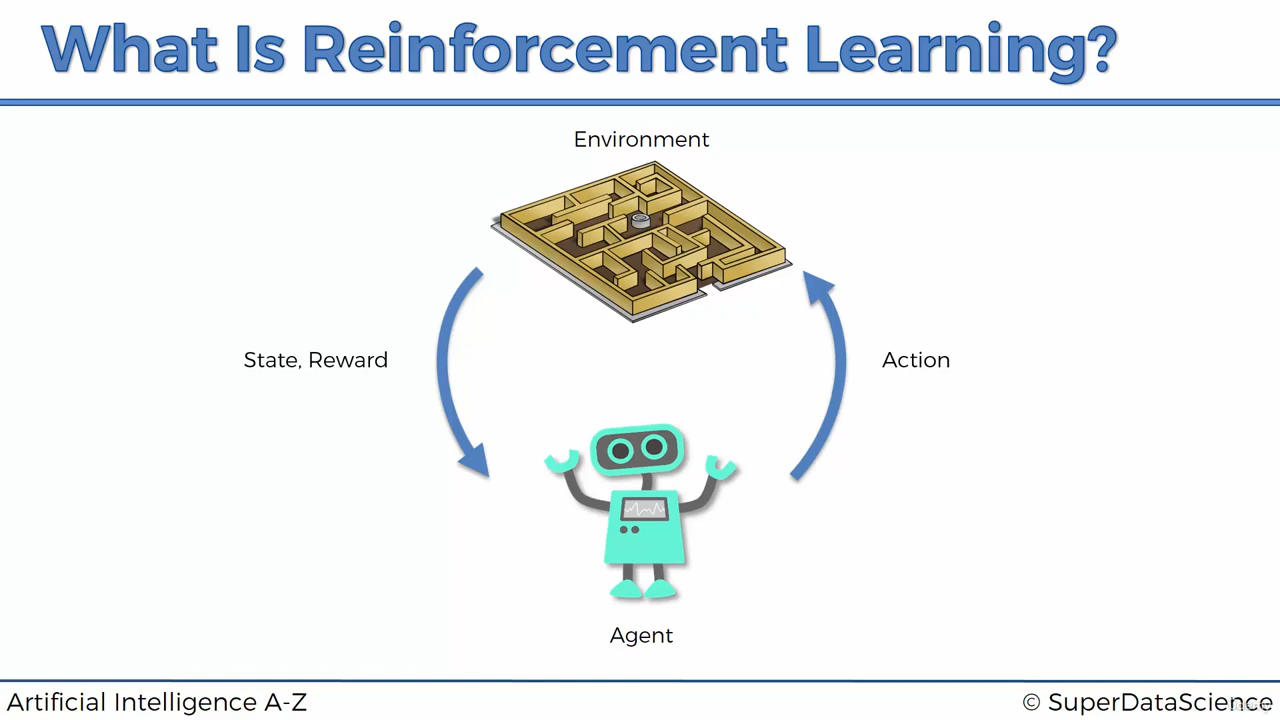 What Is Reinforcement Learning?
Environment
State, Reward
Action
Agent
Artificial Intelligence A-Z
© SuperDataScience